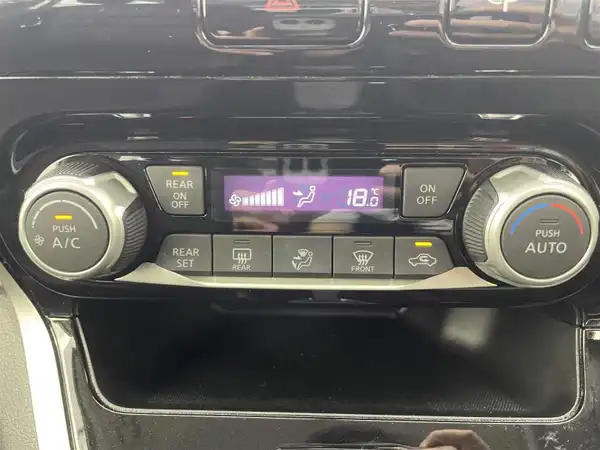 REAR
ON
OFF
18.0 °C
ON
OFF
PUSH
A/C
PUSH
AUTO
REAR
SET
REAR
FRONT